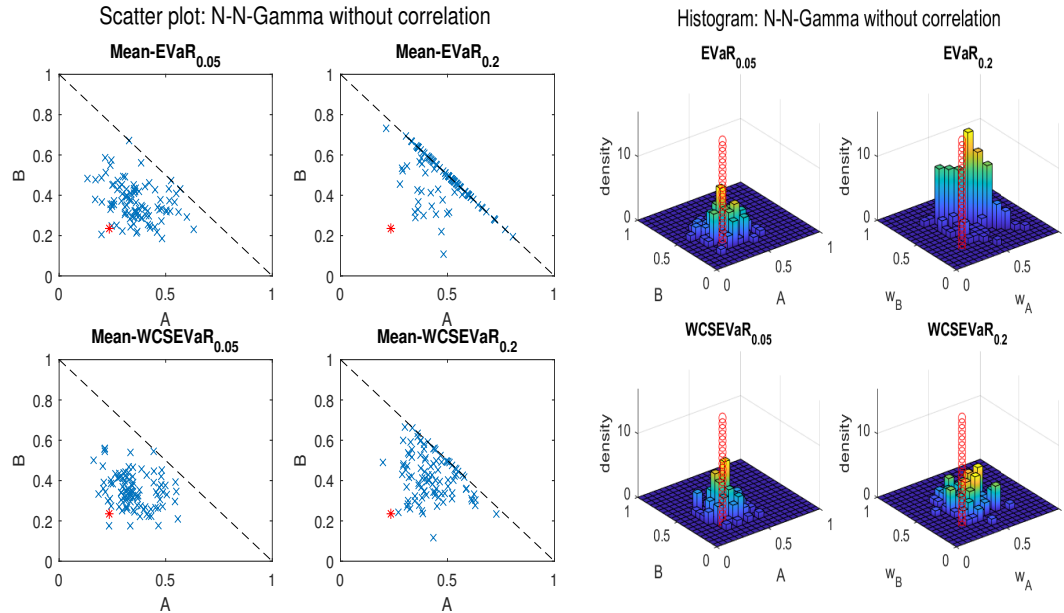 Scatter plot: N-N-Gamma without correlation
Mean-EVaR0.05
1
0.8
0.6
0.4
0.2
0
B
0
0.5
1
A
Mean-EVaR0.2
1
0.8
0.6
0.4
0.2
0
B
0
0.5
1
A
Mean-WCSEVaR0.05
1
0.8
0.6
0.4
0.2
0
B
0
0.5
1
A
Mean-WCSEVaR0.2
1
0.8
0.6
0.4
0.2
0
B
0
0.5
1
A
Histogram: N-N-Gamma without correlation
EVaR0.05
density
10
0
1
0.5
0
B
0
0.5
1
A
EVaR0.2
density
10
0
1
0.5
0
wB
0
0.5
1
wA
WCSEVaR0.05
density
10
0
1
0.5
0
B
0
0.5
1
A
WCSEVaR0.2
density
10
0
1
0.5
0
wB
0
0.5
1
wA